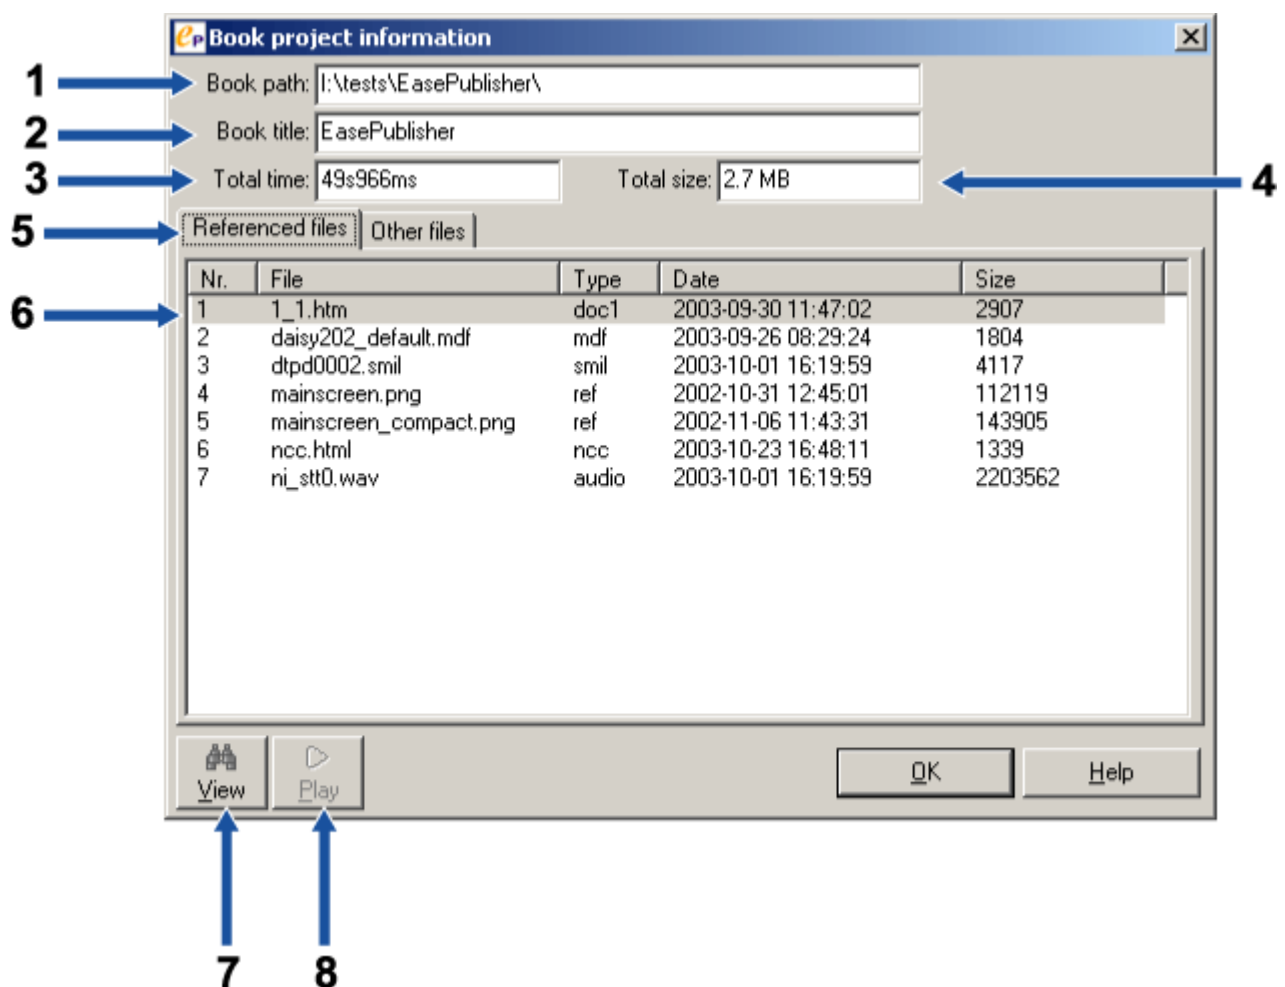 eP Book project information
1 Book path: I:\tests\EasePublisher\
2 Book title: EasePublisher
3 Total time: 49s966ms Total size: 2.7 MB 4
5 Referenced files Other files
Nr. File Type Date Size
6 1 1_1.htm doc1 2003-09-30 11:47:02 2907
2 daisy202_default.mdf mdf 2003-09-26 08:29:24 1804
3 dtpd0002.smil smil 2003-10-01 16:19:59 4117
4 mainscreen.png ref 2002-10-31 12:45:01 112119
5 mainscreen_compact.png ref 2002-11-06 11:43:31 143905
6 ncc.html ncc 2003-10-23 16:48:11 1339
7 ni_stt0.wav audio 2003-10-01 16:19:59 2203562
View Play OK Help
7 8